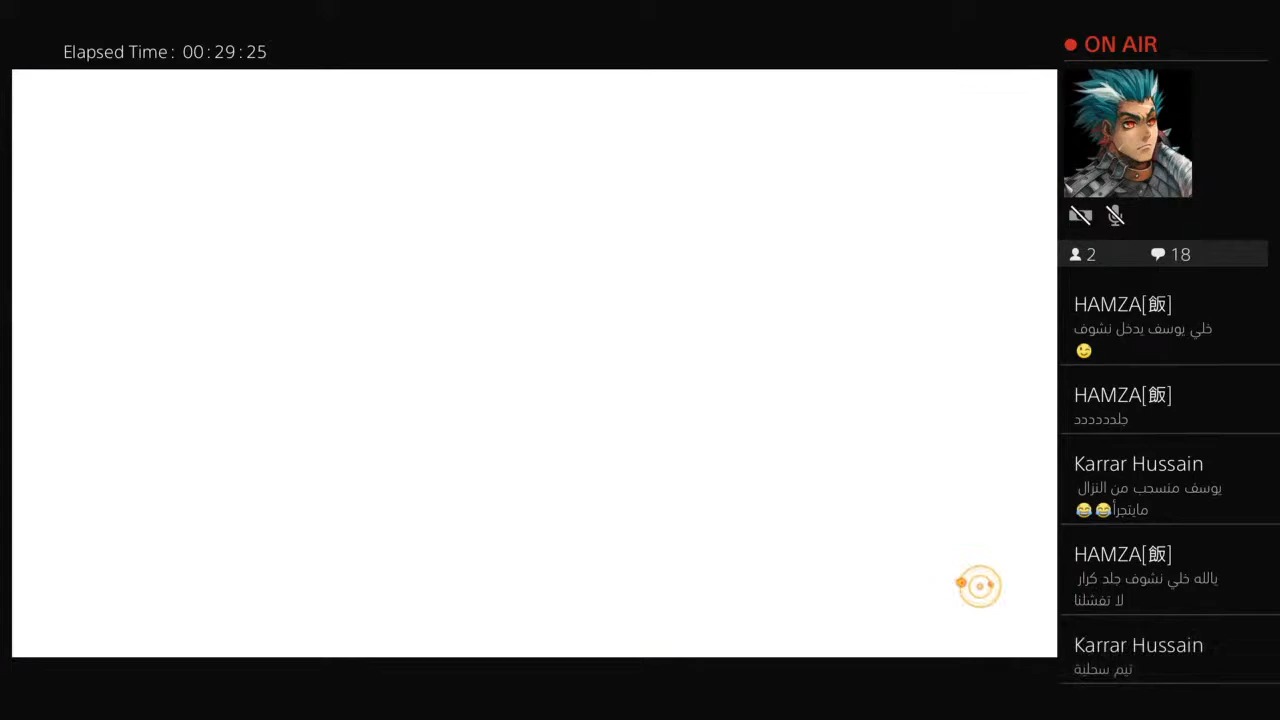 Elapsed Time: 00:29:25
ON AIR
2
18
HAMZA[飯]
خلي يوسف يدخل نشوف
😉
HAMZA[飯]
جلدددددد
Karrar Hussain
يوسف منسحب من النزال
مايتجرأ😂😂
HAMZA[飯]
يالله خلي نشوف جلد كرار
لا تفشلنا
Karrar Hussain
تيم سحلية